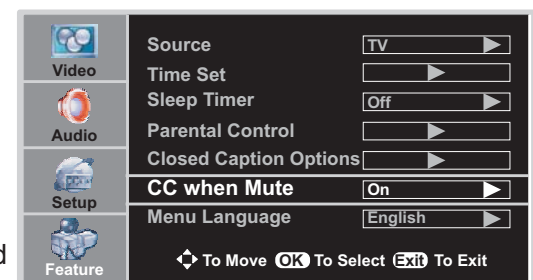 Video
Audio
Setup
Feature
Source TV
Time Set
Sleep Timer Off
Parental Control
Closed Caption Options
CC when Mute On
Menu Language English
To Move OK To Select Exit To Exit